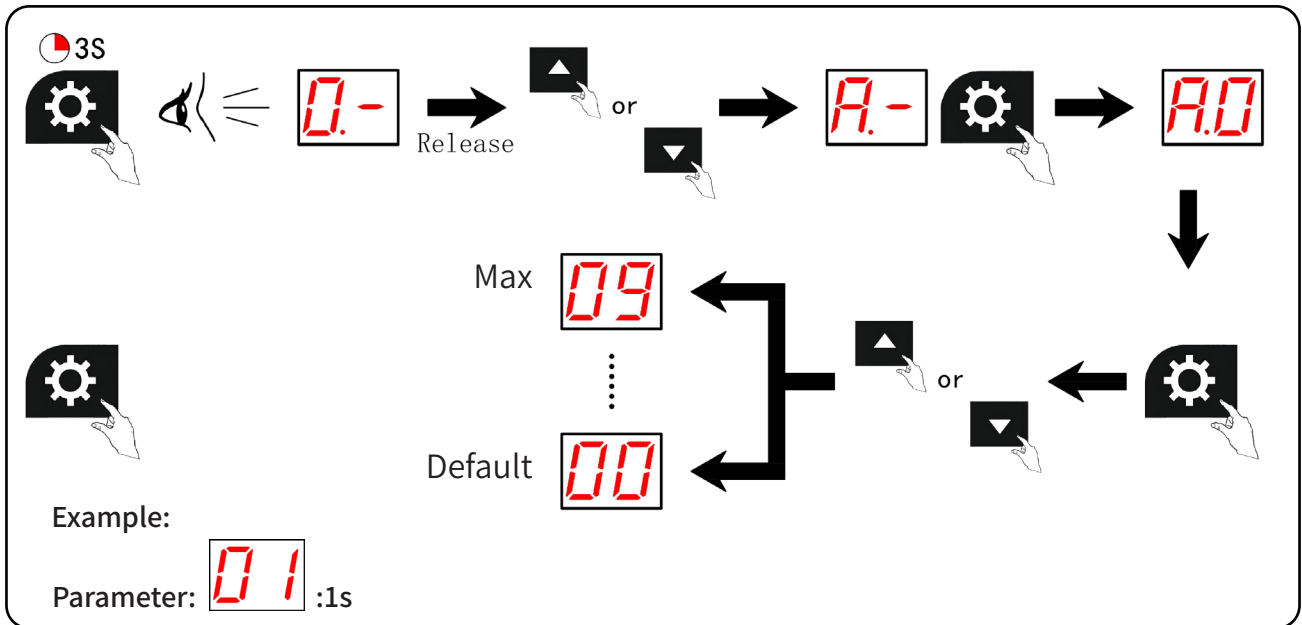 3S
0.- Release or A.- A.0
Max 09
or
Default 00
Example:
Parameter: 01 :1s